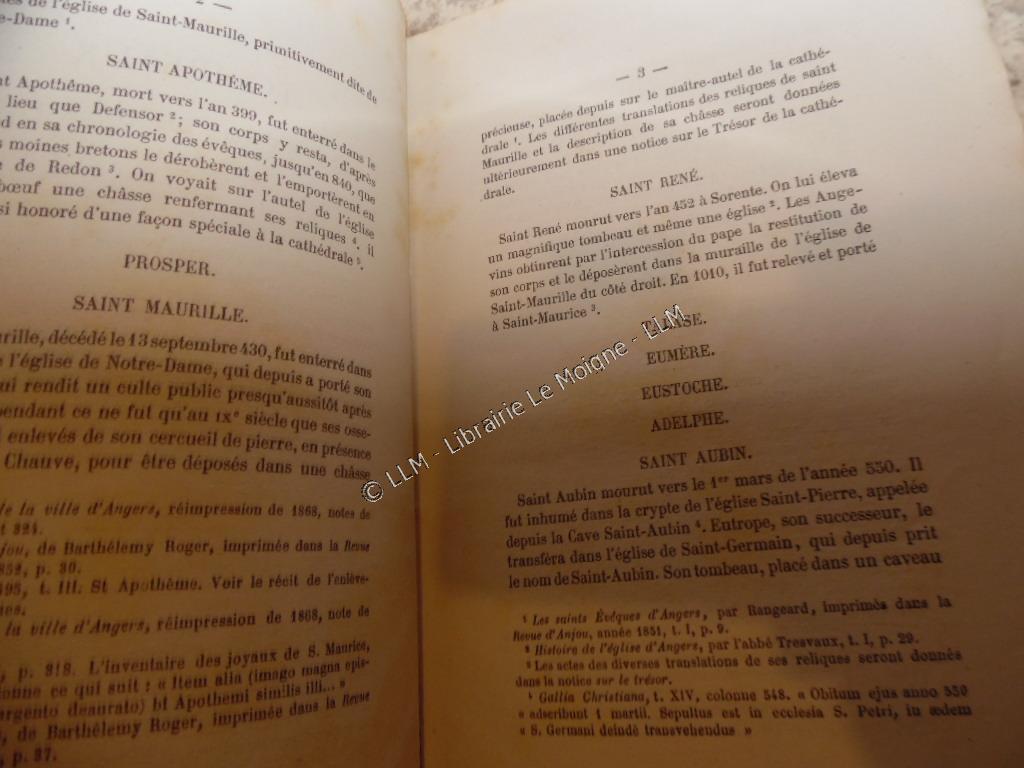 — 2 —
de l'église de Saint-Maurille, primitivement dite de
-Dame ¹.
SAINT APOTHÊME.
Apothême, mort vers l'an 399, fut enterré dans le
lieu que Defensor ²; son corps y resta, d'après
en sa chronologie des évêques, jusqu'en 840, que
moines bretons le dérobèrent et l'emportèrent en
de Redon ³. On voyait sur l'autel de l'église
bœuf une châsse renfermant ses reliques ⁴. il
si honoré d'une façon spéciale à la cathédrale ⁵.
PROSPER.
SAINT MAURILLE.
urille, décédé le 13 septembre 430, fut enterré dans
l'église de Notre-Dame, qui depuis a porté son
ui rendit un culte public presqu'aussitôt après
pendant ce ne fut qu'au IXᵉ siècle que ses osse-
enlevés de son cercueil de pierre, en présence
Chauve, pour être déposés dans une châsse
de la ville d'Angers, réimpression de 1868, notes de
t 324.
njou, de Barthélemy Roger, imprimée dans la Revue
1852, p. 30.
t. III. St Apothême. Voir le récit de l'enlève-
la ville d'Angers, réimpression de 1868, note de
p. 318. L'inventaire des joyaux de S. Maurice,
onne ce qui suit : « Item alia (imago magna epis-
argento deaurato) bi Apothemi similis illi... »
de Barthélemy Roger, imprimée dans la Revue
p. 37.
— 3 —
précieuse, placée depuis sur le maître-autel de la cathé-
drale ¹. Les différentes translations des reliques de saint
Maurille et la description de sa châsse seront données
ultérieurement dans une notice sur le Trésor de la cathé-
drale.
SAINT RENÉ.
Saint René mourut vers l'an 452 à Sorente. On lui éleva
un magnifique tombeau et même une église ². Les Ange-
vins obtinrent par l'intercession du pape la restitution de
son corps et le déposèrent dans la muraille de l'église de
Saint-Maurille du côté droit. En 1010, il fut relevé et porté
à Saint-Maurice ³.
EUMÈRE.
EUSTOCHE.
ADELPHE.
SAINT AUBIN.
Saint Aubin mourut vers le 1ᵉʳ mars de l'année 550. Il
fut inhumé dans la crypte de l'église Saint-Pierre, appelée
depuis la Cave Saint-Aubin ⁴. Eutrope, son successeur, le
transféra dans l'église de Saint-Germain, qui depuis prit
le nom de Saint-Aubin. Son tombeau, placé dans un caveau
¹ Les saints Évêques d'Angers, par Rangeard, imprimés dans la
Revue d'Anjou, année 1851, t. I, p. 9.
² Histoire de l'église d'Angers, par l'abbé Tresvaux, t. I, p. 29.
³ Les actes des diverses translations de ses reliques seront donnés
dans la notice sur le trésor.
⁴ Gallia Christiana, t. XIV, colonne 548. « Obitum ejus anno 550
« adscribunt 1 martii. Sepultus est in ecclesia S. Petri, in ædem
« S. Germani deindè transvehendus »
© LLM - Librairie Le Moigne - LLM